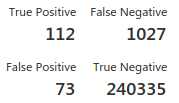 True Positive False Negative
112 1027
False Positive True Negative
73 240335